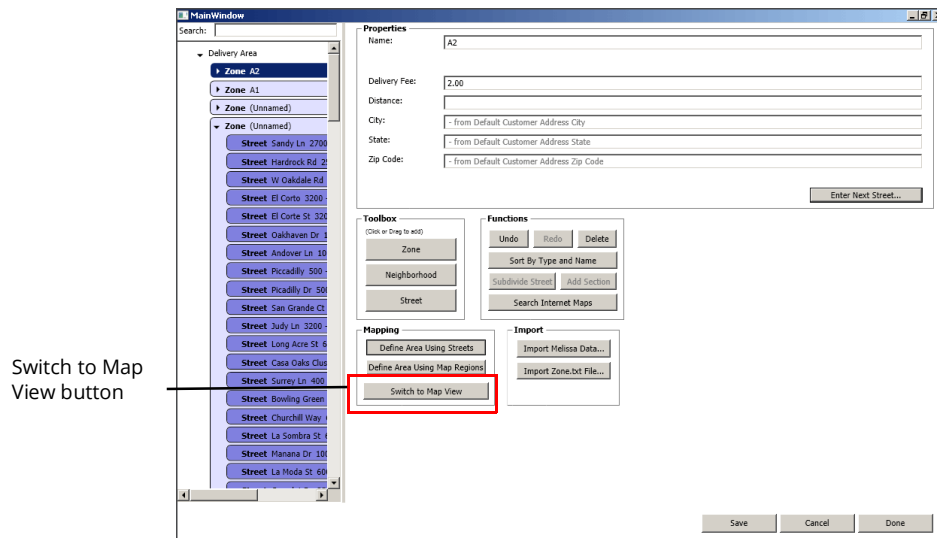 MainWindow
Search:
Delivery Area
Zone A2
Zone A1
Zone (Unnamed)
Zone (Unnamed)
Street Sandy Ln 2700
Street Hardrock Rd 2
Street W Oakdale Rd
Street El Corto 3200 -
Street El Corte St 320
Street Oakhaven Dr 1
Street Andover Ln 10
Street Piccadilly 500 -
Street Picadilly Dr 50
Street San Grande Ct
Street Judy Ln 3200 -
Street Long Acre St 6
Street Casa Oaks Clus
Street Surrey Ln 400
Street Bowling Green
Street Churchill Way
Street La Sombra St
Street Manana Dr 100
Street La Moda St 60
Properties
Name: A2
Delivery Fee: 2.00
Distance:
City: - from Default Customer Address City
State: - from Default Customer Address State
Zip Code: - from Default Customer Address Zip Code
Enter Next Street...
Toolbox
(Click or Drag to add)
Zone
Neighborhood
Street
Functions
Undo Redo Delete
Sort By Type and Name
Subdivide Street Add Section
Search Internet Maps
Mapping
Define Area Using Streets
Define Area Using Map Regions
Switch to Map View
Import
Import Melissa Data...
Import Zone.txt File...
Save Cancel Done
Switch to Map
View button